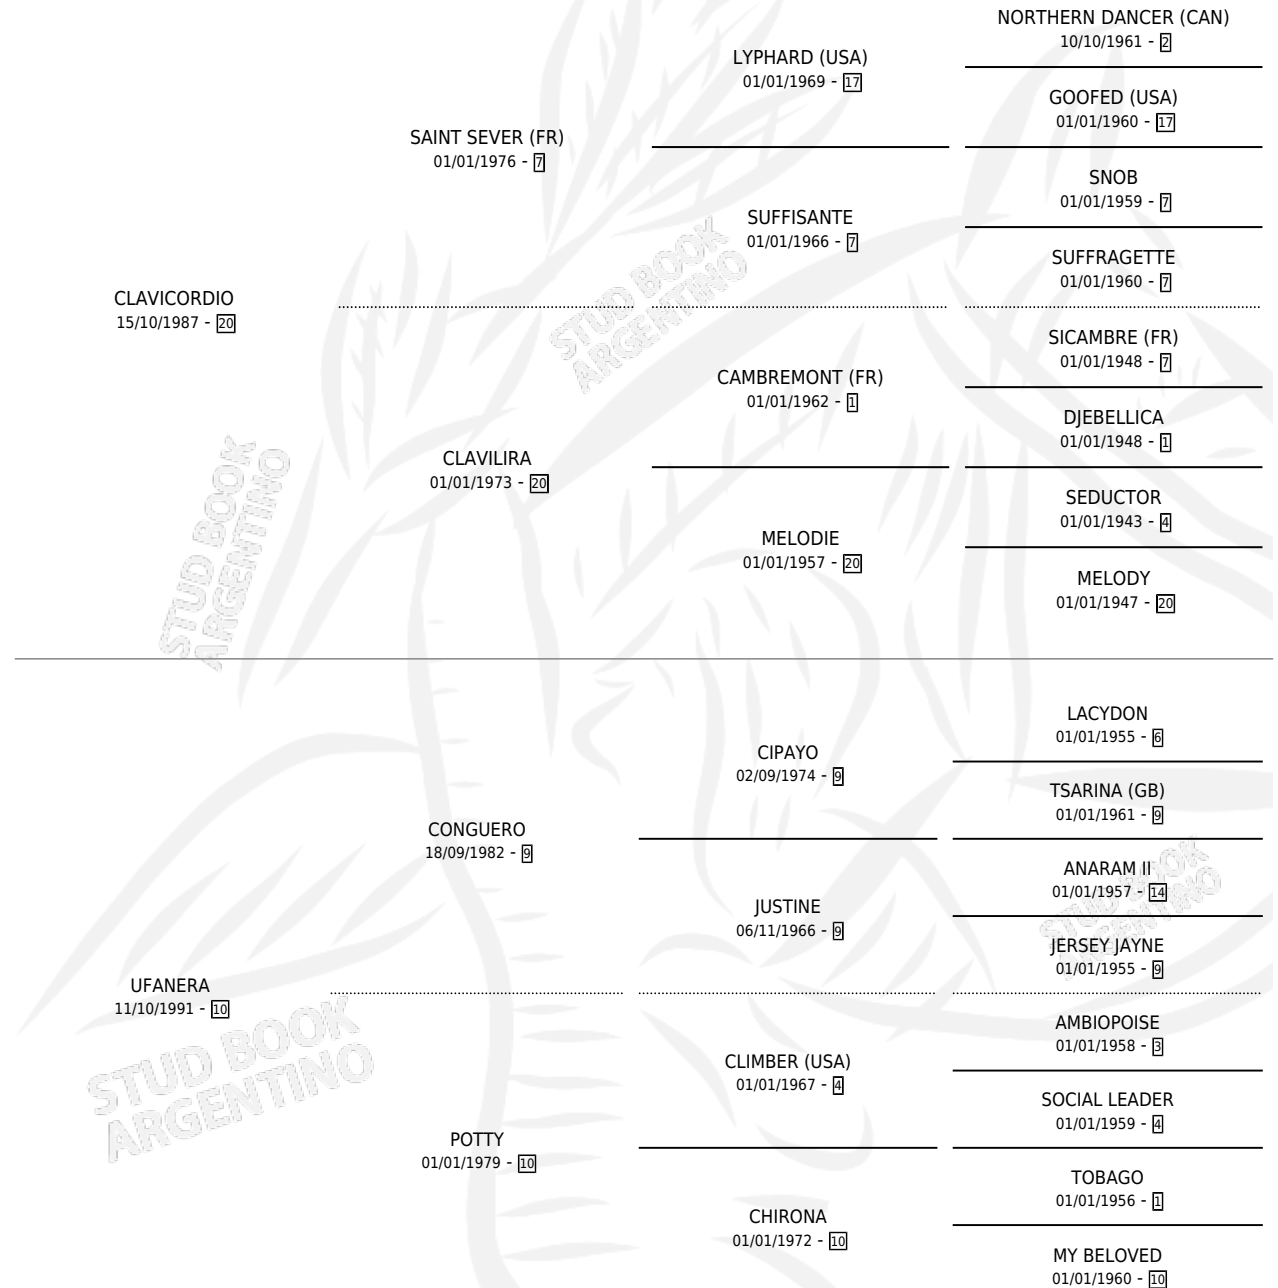 NORTHERN DANCER (CAN)
10/10/1961 - 2
LYPHARD (USA)
01/01/1969 - 17
GOOFED (USA)
01/01/1960 - 17
SAINT SEVER (FR)
01/01/1976 - 7
SNOB
01/01/1959 - 7
SUFFISANTE
01/01/1966 - 7
SUFFRAGETTE
01/01/1960 - 7
CLAVICORDIO
15/10/1987 - 20
STUD BOOK
ARGENTINO
SICAMBRE (FR)
01/01/1948 - 7
CAMBREMONT (FR)
01/01/1962 - 1
DJEBELLICA
01/01/1948 - 1
CLAVILIRA
01/01/1973 - 20
SEDUCTOR
01/01/1943 - 4
MELODIE
01/01/1957 - 20
MELODY
01/01/1947 - 20
STUD BOOK
ARGENTINO
LACYDON
01/01/1955 - 6
CIPAYO
02/09/1974 - 9
TSARINA (GB)
01/01/1961 - 9
CONGUERO
18/09/1982 - 9
ANARAM II
01/01/1957 - 14
JUSTINE
06/11/1966 - 9
STUD BOOK
ARGENTINO
JERSEY JAYNE
01/01/1955 - 9
UFANERA
11/10/1991 - 10
AMBIOPOISE
01/01/1958 - 3
CLIMBER (USA)
01/01/1967 - 4
STUD BOOK
ARGENTINO
SOCIAL LEADER
01/01/1959 - 4
POTTY
01/01/1979 - 10
TOBAGO
01/01/1956 - 1
CHIRONA
01/01/1972 - 10
MY BELOVED
01/01/1960 - 10